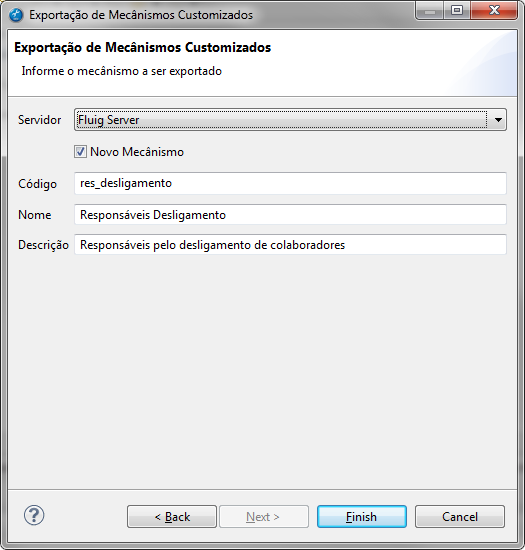 Exportação de Mecânismos Customizados
Exportação de Mecânismos Customizados
Informe o mecânismo a ser exportado
Servidor Fluig Server
Novo Mecânismo
Código res_desligamento
Nome Responsáveis Desligamento
Descrição Responsáveis pelo desligamento de colaboradores
? < Back Next > Finish Cancel